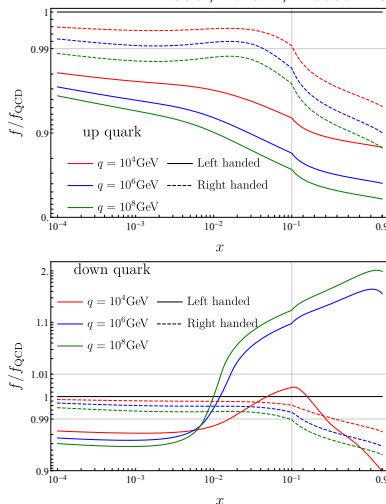 1
0.99
0.9
0.
f/f_QCD
up quark
q = 10^4GeV Left handed
q = 10^6GeV Right handed
q = 10^8GeV
10^-4 10^-3 10^-2 10^-1 0.9
x
down quark
2.
1.1
1.01
1
0.99
0.9
f/f_QCD
q = 10^4GeV Left handed
q = 10^6GeV Right handed
q = 10^8GeV
10^-4 10^-3 10^-2 10^-1 0.9
x